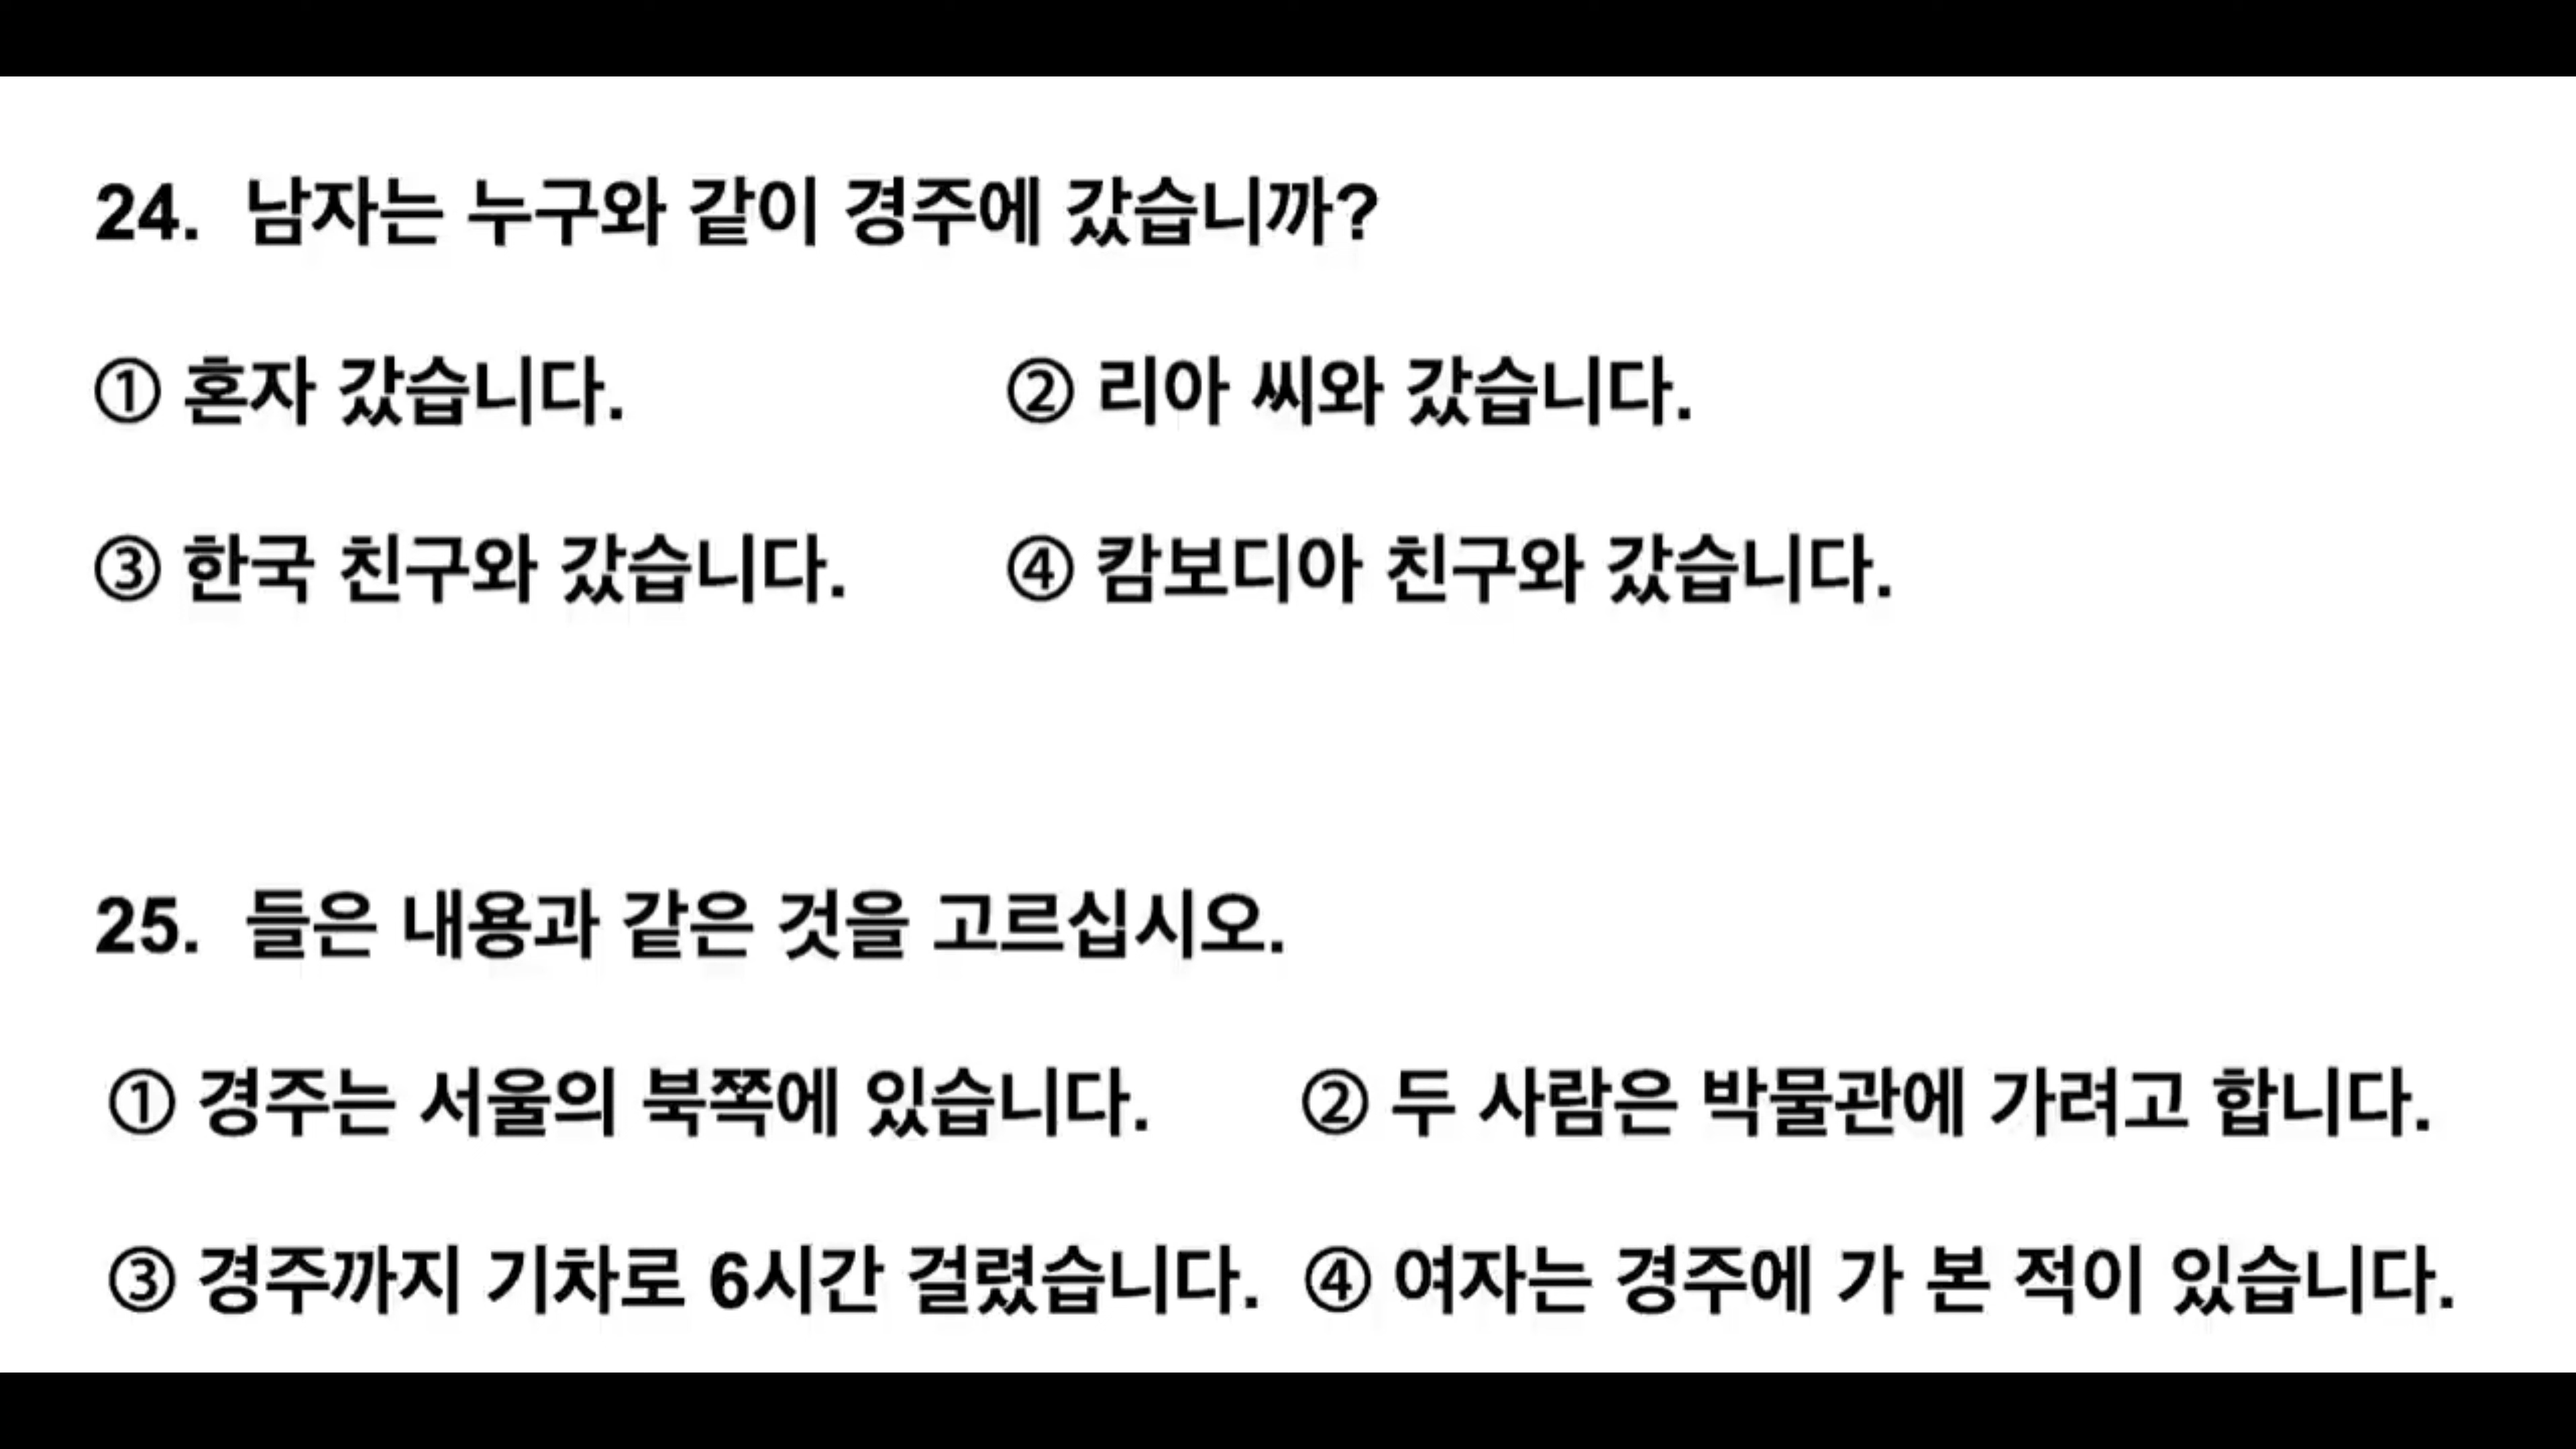 24. 남자는 누구와 같이 경주에 갔습니까?
① 혼자 갔습니다. ② 리아 씨와 갔습니다.
③ 한국 친구와 갔습니다. ④ 캄보디아 친구와 갔습니다.
25. 들은 내용과 같은 것을 고르십시오.
① 경주는 서울의 북쪽에 있습니다. ② 두 사람은 박물관에 가려고 합니다.
③ 경주까지 기차로 6시간 걸렸습니다. ④ 여자는 경주에 가 본 적이 있습니다.